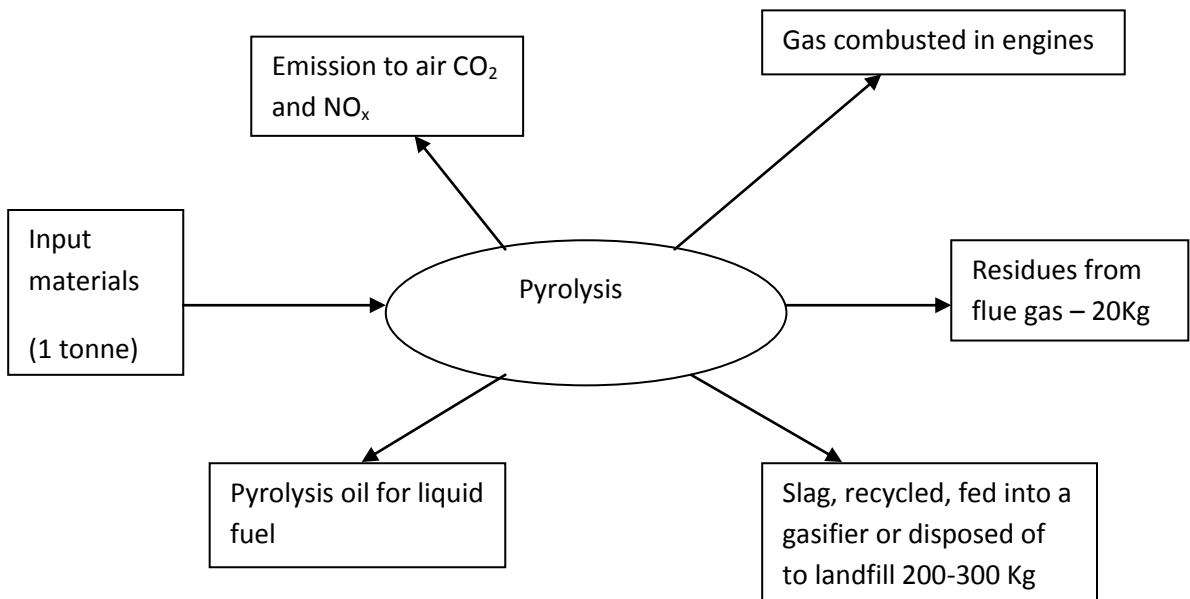 Gas combusted in engines
Emission to air CO₂
and NOₓ
Input
materials
(1 tonne)
Pyrolysis
Residues from
flue gas – 20Kg
Pyrolysis oil for liquid
fuel
Slag, recycled, fed into a
gasifier or disposed of
to landfill 200-300 Kg